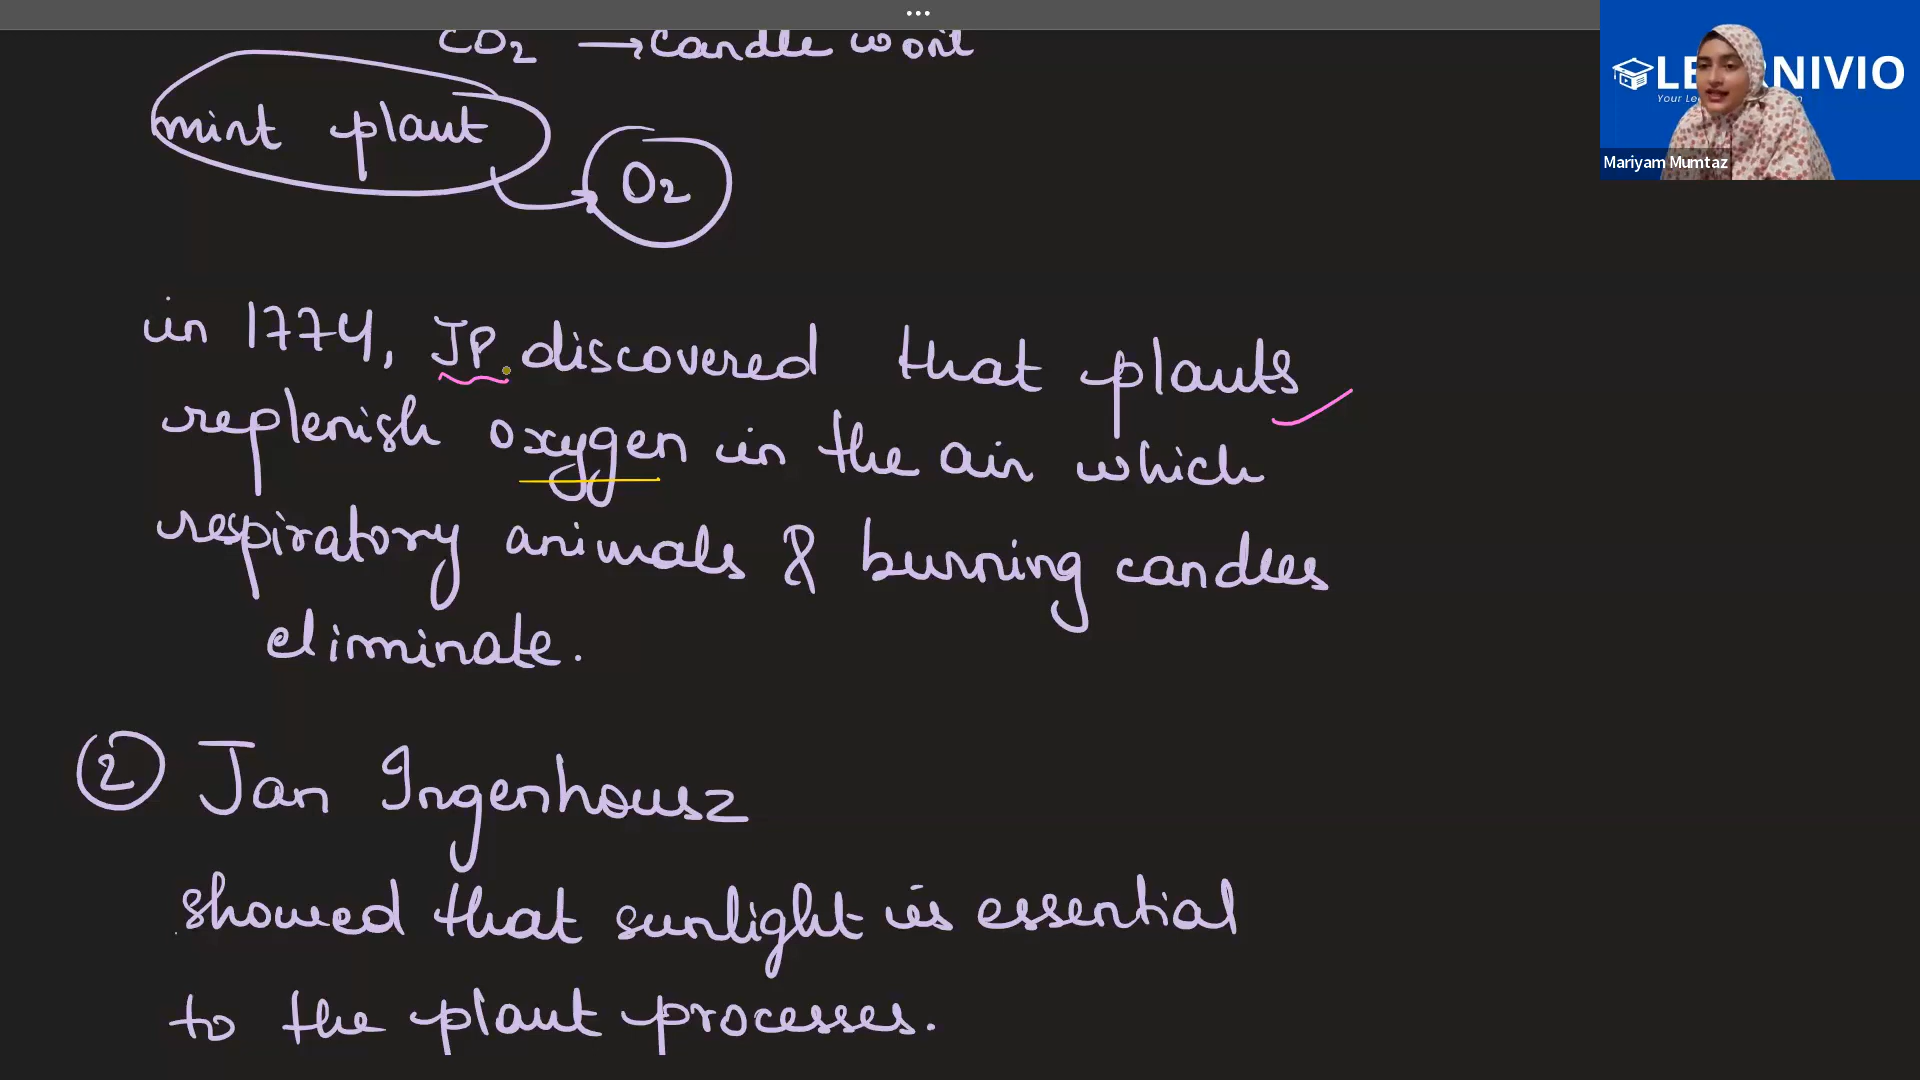 CO2 → Candle won't
mint plant
O2
in 1774, JP. discovered that plants
replenish oxygen in the air which
respiratory animals & burning candles
eliminate.
2 Jan Ingenhousz
showed that sunlight is essential
to the plant processes.
NIVIO
Mariyam Mumtaz